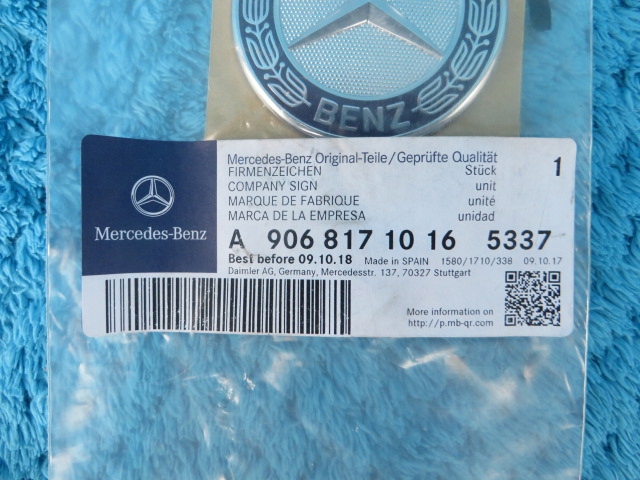 BENZ
Mercedes-Benz
Mercedes-Benz Original-Teile/Geprüfte Qualität
FIRMENZEICHEN Stück 1
COMPANY SIGN unit
MARQUE DE FABRIQUE unité
MARCA DE LA EMPRESA unidad
A 906 817 10 16 5337
Best before 09.10.18 Made in SPAIN 1580/1710/338 09.10.17
Daimler AG, Germany, Mercedesstr. 137, 70327 Stuttgart
More information on
http://p.mb-qr.com